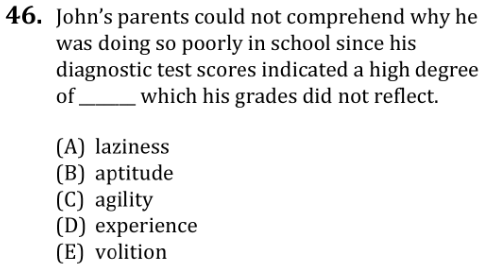 46. John’s parents could not comprehend why he
was doing so poorly in school since his
diagnostic test scores indicated a high degree
of ______ which his grades did not reflect.
(A) laziness
(B) aptitude
(C) agility
(D) experience
(E) volition